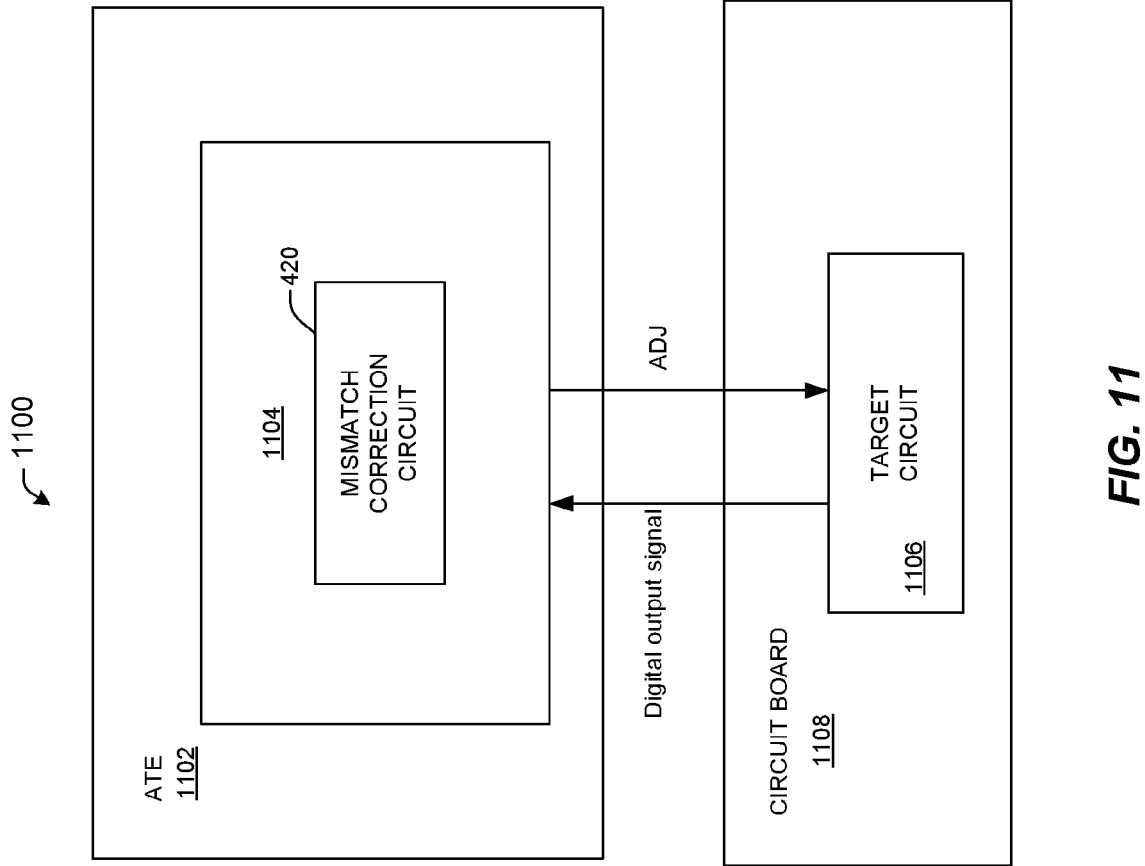 1100
ATE
1102
1104
420
MISMATCH
CORRECTION
CIRCUIT
Digital output signal
ADJ
CIRCUIT BOARD
1108
TARGET
CIRCUIT
1106
FIG. 11